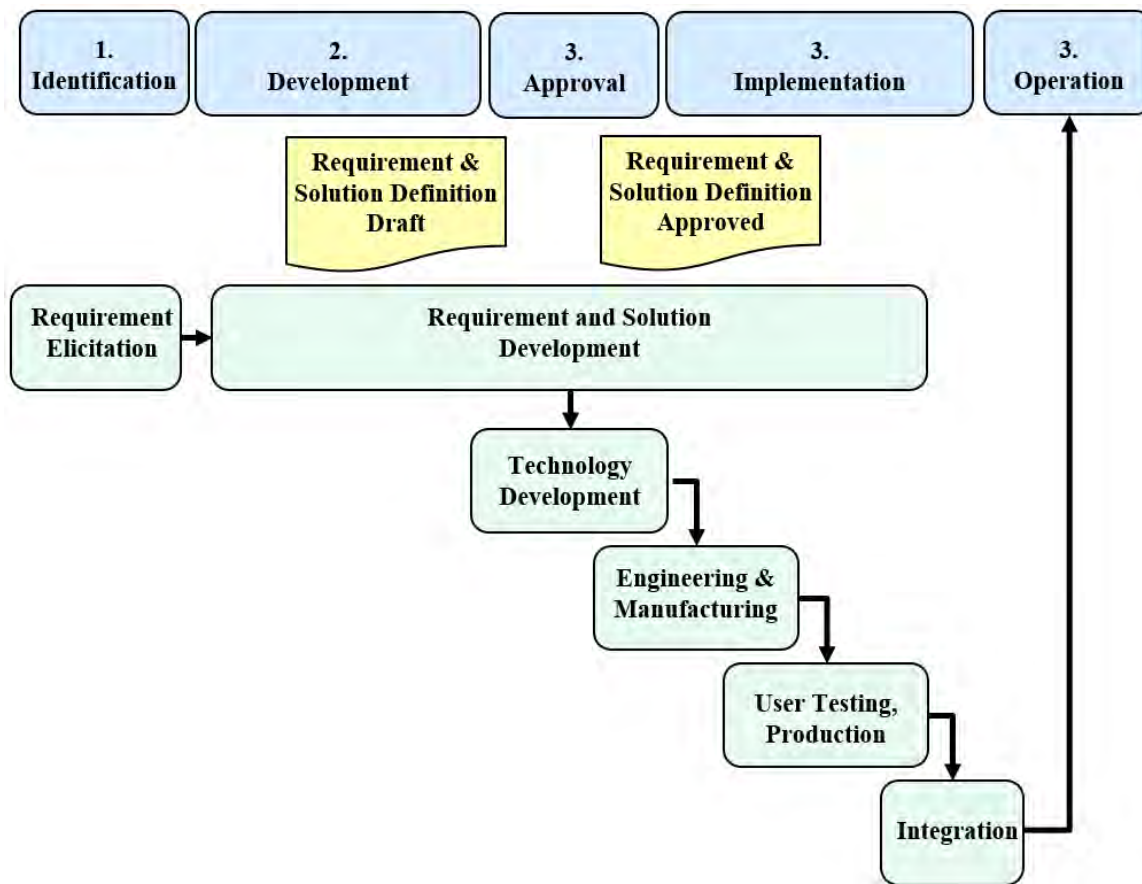 1.
Identification
2.
Development
3.
Approval
3.
Implementation
3.
Operation
Requirement &
Solution Definition
Draft
Requirement &
Solution Definition
Approved
Requirement
Elicitation
Requirement and Solution
Development
Technology
Development
Engineering &
Manufacturing
User Testing,
Production
Integration